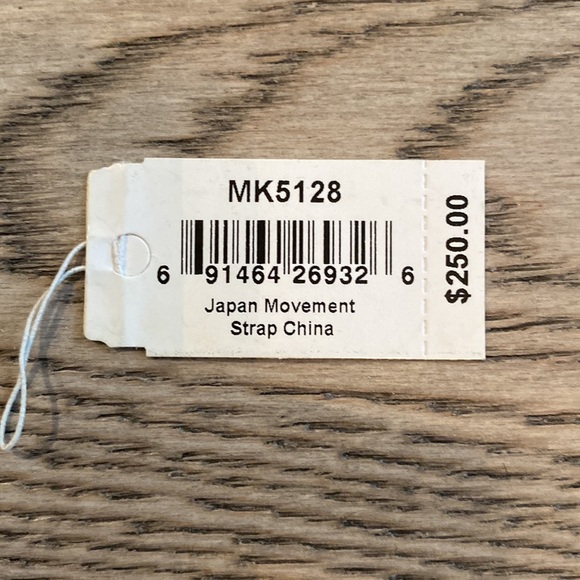 MK5128
6 91464 26932 6
Japan Movement
Strap China
$250.00